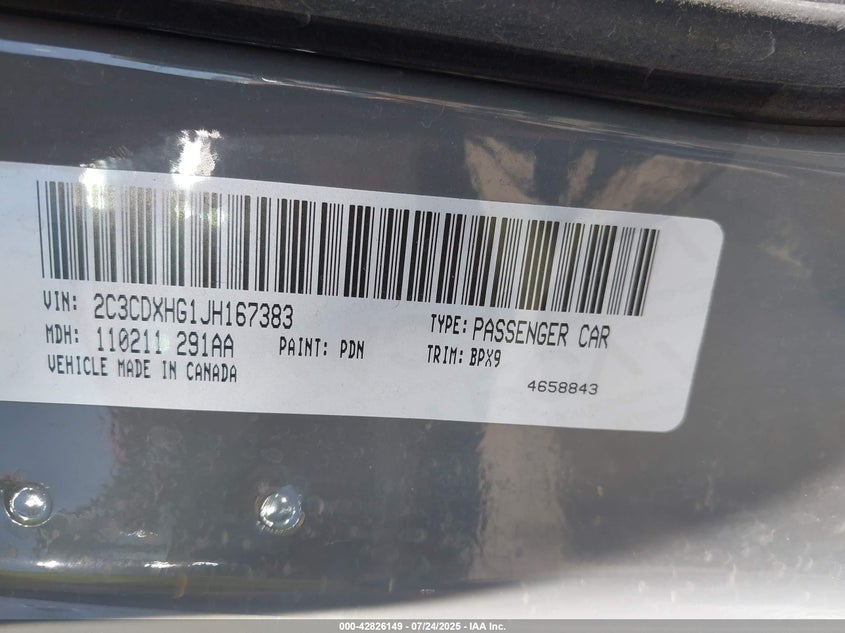 VIN: 2C3CDXHG1JH167383 TYPE: PASSENGER CAR
MDH: 110211 291AA PAINT: PDN TRIM: BPX9
VEHICLE MADE IN CANADA 4658843
000-42826149 - 07/24/2025 - IAA Inc.